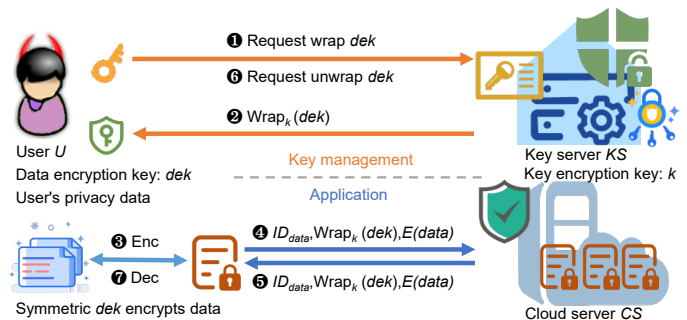 ❶ Request wrap dek
❻ Request unwrap dek
❷ Wrapₖ (dek)
User U
Data encryption key: dek
User's privacy data
Key management
Key server KS
Key encryption key: k
Application
❸ Enc
❼ Dec
❹ ID_data,Wrapₖ (dek),E(data)
❺ ID_data,Wrapₖ (dek),E(data)
Symmetric dek encrypts data
Cloud server CS